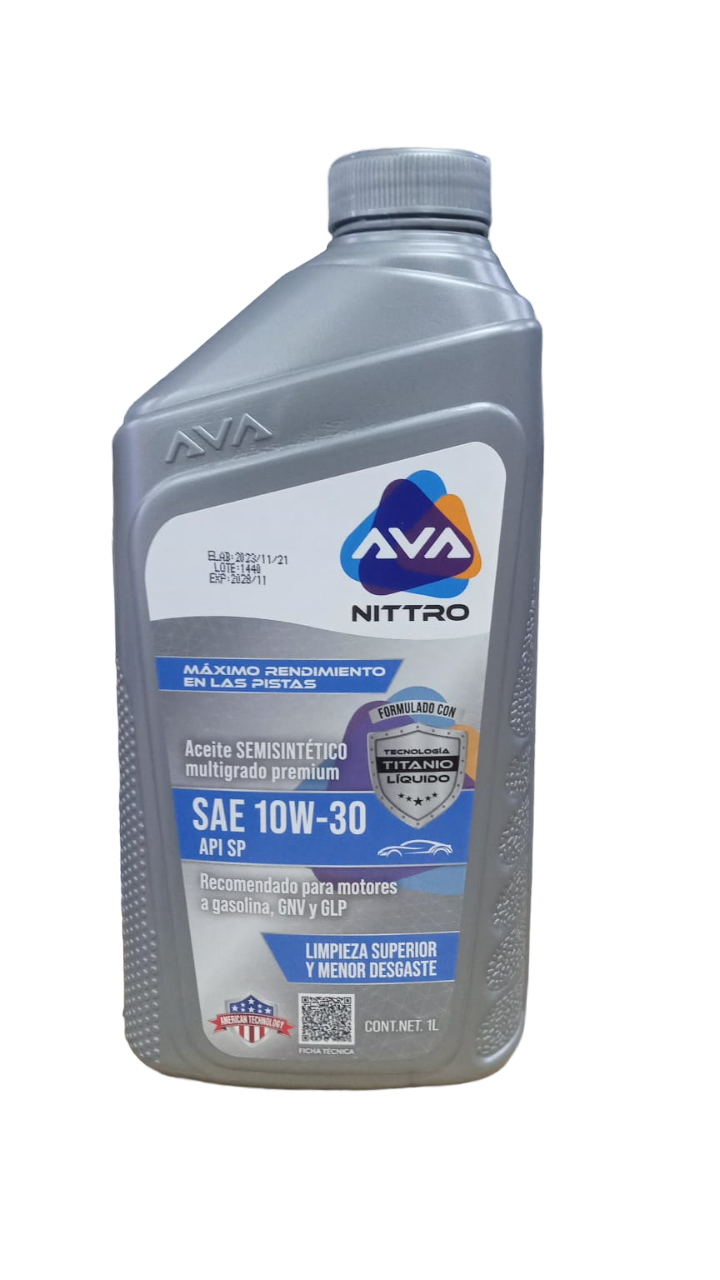 AVA
AVA
NITTRO
ELAB:2023/11/21
LOTE:1440
EXP:2028/11
MÁXIMO RENDIMIENTO
EN LAS PISTAS
FORMULADO CON
TECNOLOGÍA
TITANIO
LÍQUIDO
Aceite SEMISINTÉTICO
multigrado premium
SAE 10W-30
API SP
Recomendado para motores
a gasolina, GNV y GLP
LIMPIEZA SUPERIOR
Y MENOR DESGASTE
AMERICAN TECHNOLOGY
FICHA TÉCNICA
CONT.NET. 1L